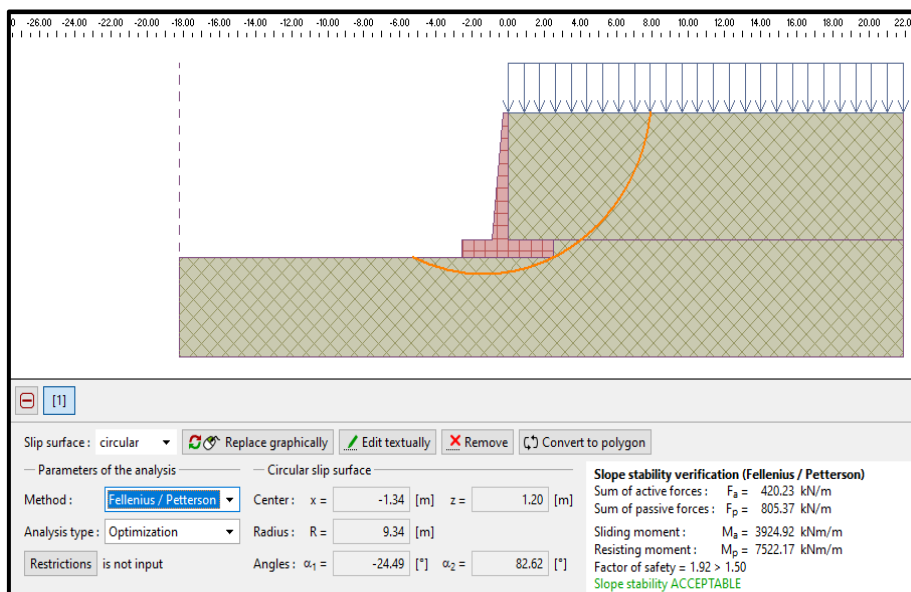 0 -26.00 -24.00 -22.00 -20.00 -18.00 -16.00 -14.00 -12.00 -10.00 -8.00 -6.00 -4.00 -2.00 0.00 2.00 4.00 6.00 8.00 10.00 12.00 14.00 16.00 18.00 20.00 22.0
[1]
Slip surface : circular Replace graphically Edit textually Remove Convert to polygon
Parameters of the analysis
Method : Fellenius / Petterson
Analysis type : Optimization
Restrictions is not input
Circular slip surface
Center : x = -1.34 [m] z = 1.20 [m]
Radius : R = 9.34 [m]
Angles : α1 = -24.49 [°] α2 = 82.62 [°]
Slope stability verification (Fellenius / Petterson)
Sum of active forces : Fa = 420.23 kN/m
Sum of passive forces : Fp = 805.37 kN/m
Sliding moment : Ma = 3924.92 kNm/m
Resisting moment : Mp = 7522.17 kNm/m
Factor of safety = 1.92 > 1.50
Slope stability ACCEPTABLE